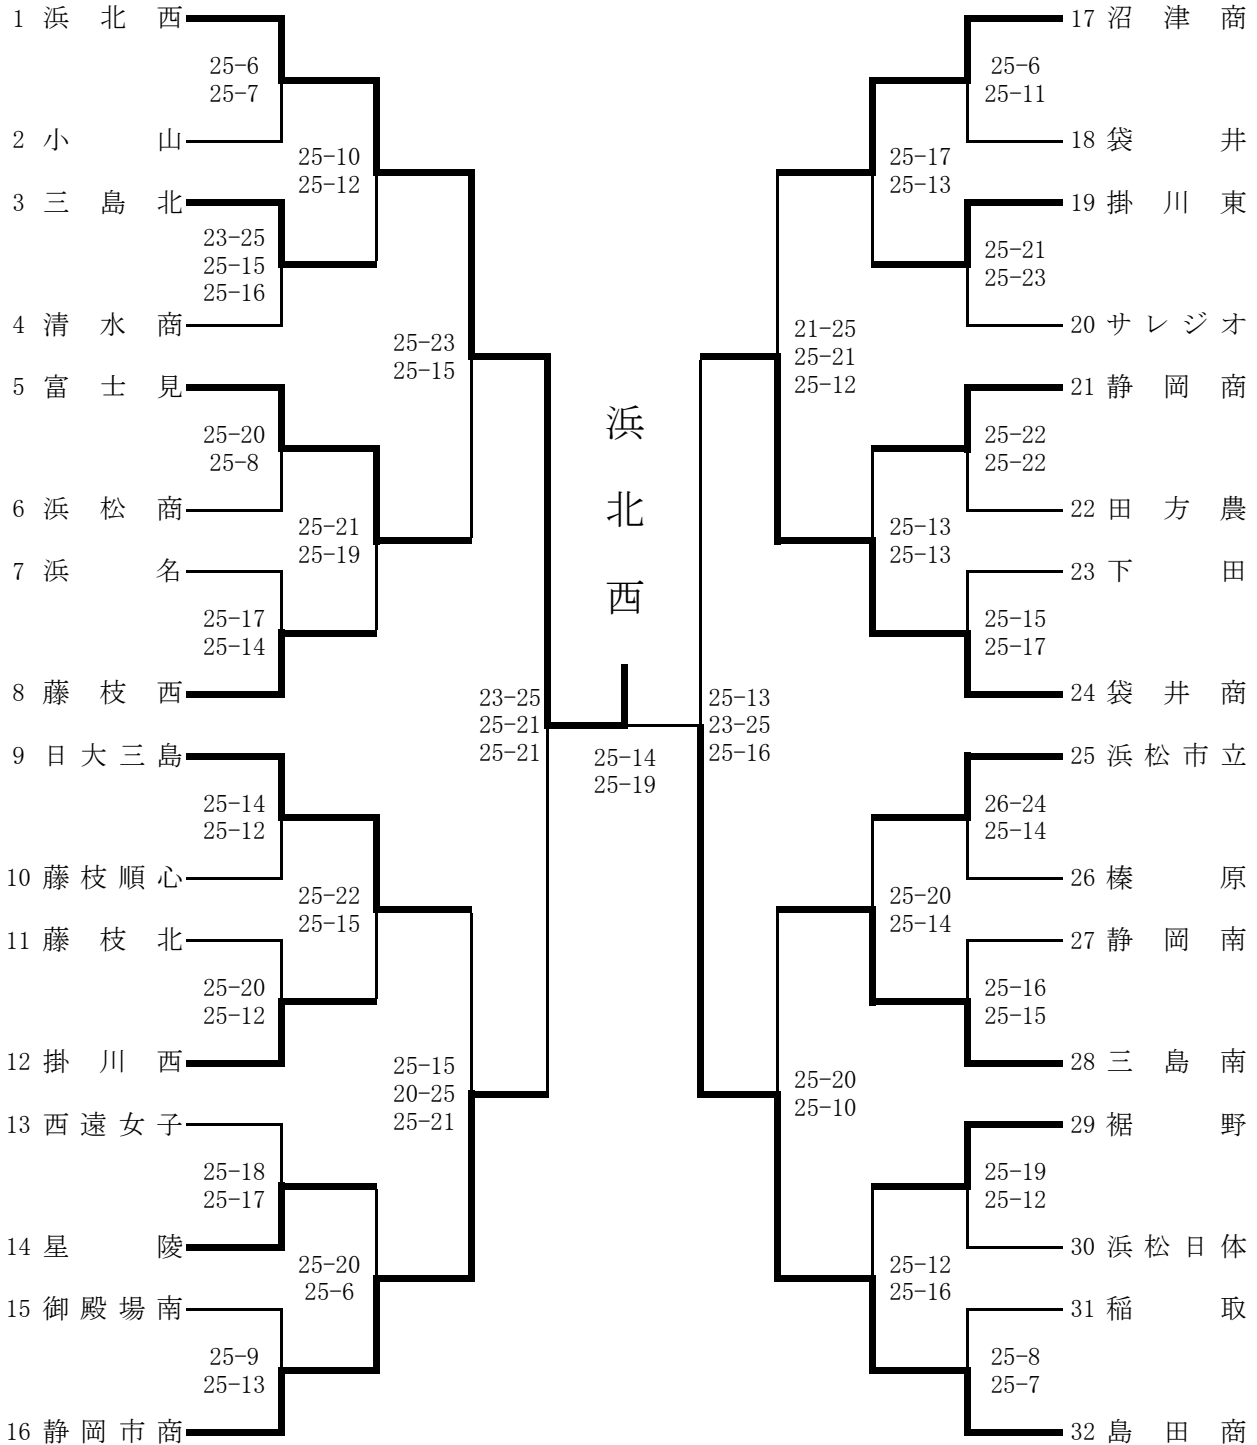 1 浜北西
25-6
25-7
2 小山
25-10
25-12
3 三島北
23-25
25-15
25-16
4 清水商
25-23
25-15
5 富士見
25-20
25-8
6 浜松商
25-21
25-19
7 浜名
25-17
25-14
8 藤枝西
23-25
25-21
25-21
9 日大三島
25-14
25-12
10 藤枝順心
25-22
25-15
11 藤枝北
25-20
25-12
12 掛川西
25-15
20-25
25-21
13 西遠女子
25-18
25-17
14 星陵
25-20
25-6
15 御殿場南
25-9
25-13
16 静岡市商
浜北西
25-14
25-19
17 沼津商
25-6
25-11
18 袋井
25-17
25-13
19 掛川東
25-21
25-23
20 サレジオ
21-25
25-21
25-12
21 静岡商
25-22
25-22
22 田方農
25-13
25-13
23 下田
25-15
25-17
24 袋井商
25-13
23-25
25-16
25 浜松市立
26-24
25-14
26 榛原
25-20
25-14
27 静岡南
25-16
25-15
28 三島南
25-20
25-10
29 裾野
25-19
25-12
30 浜松日体
25-12
25-16
31 稲取
25-8
25-7
32 島田商